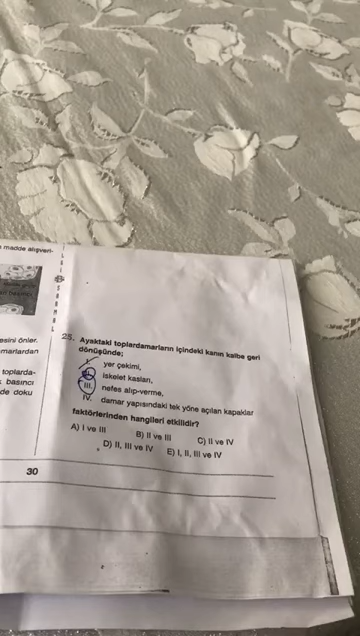 madde alışveri-
esini önler.
marlardan
toplarda-
basıncı
de doku
30
25. Ayaktaki toplardamarların içindeki kanın kalbe geri
dönüşünde;
I. yer çekimi,
II. iskelet kasları,
III. nefes alıp-verme,
IV. damar yapısındaki tek yöne açılan kapaklar
faktörlerinden hangileri etkilidir?
A) I ve III B) II ve III C) II ve IV
D) II, III ve IV E) I, II, III ve IV